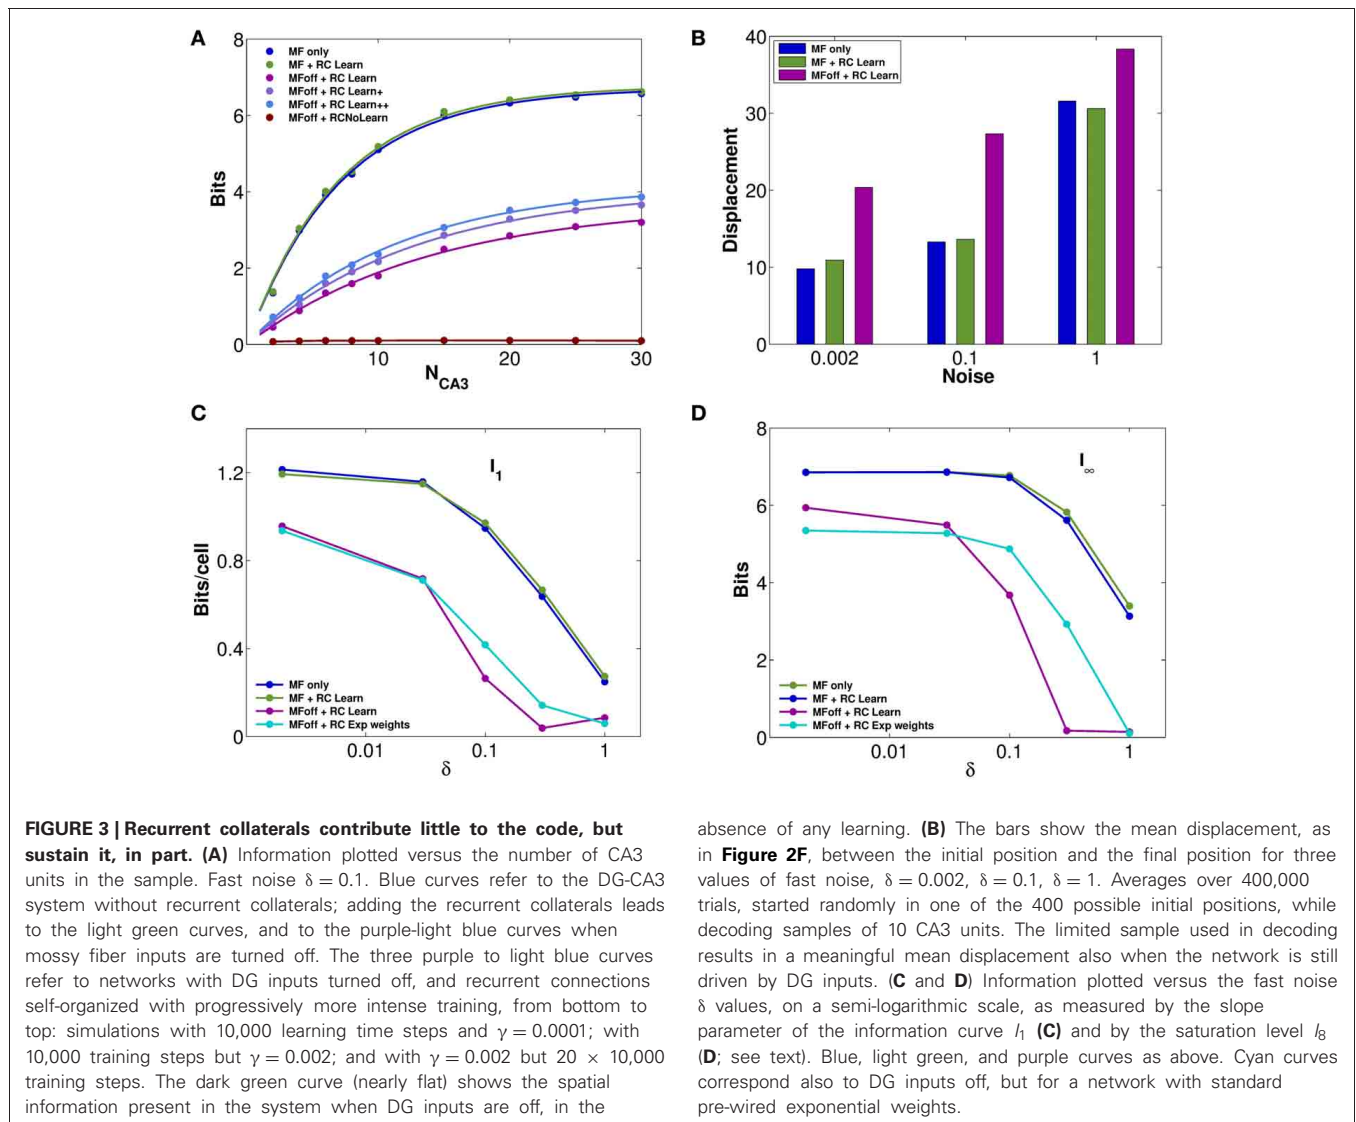 A
8
6
4
2
0
Bits
MF only
MF + RC Learn
MFoff + RC Learn
MFoff + RC Learn+
MFoff + RC Learn++
MFoff + RCNoLearn
10
20
30
N_CA3
B
40
30
20
10
0
Displacement
MF only
MF + RC Learn
MFoff + RC Learn
0.002
0.1
1
Noise
C
1.2
0.8
0.4
0
Bits/cell
I_1
MF only
MF + RC Learn
MFoff + RC Learn
MFoff + RC Exp weights
0.01
0.1
1
δ
D
8
6
4
2
0
Bits
I_∞
MF only
MF + RC Learn
MFoff + RC Learn
MFoff + RC Exp weights
0.01
0.1
1
δ
FIGURE 3 | Recurrent collaterals contribute little to the code, but
sustain it, in part. (A) Information plotted versus the number of CA3
units in the sample. Fast noise δ = 0.1. Blue curves refer to the DG-CA3
system without recurrent collaterals; adding the recurrent collaterals leads
to the light green curves, and to the purple-light blue curves when
mossy fiber inputs are turned off. The three purple to light blue curves
refer to networks with DG inputs turned off, and recurrent connections
self-organized with progressively more intense training, from bottom to
top: simulations with 10,000 learning time steps and γ = 0.0001; with
10,000 training steps but γ = 0.002; and with γ = 0.002 but 20 × 10,000
training steps. The dark green curve (nearly flat) shows the spatial
information present in the system when DG inputs are off, in the
absence of any learning. (B) The bars show the mean displacement, as
in Figure 2F, between the initial position and the final position for three
values of fast noise, δ = 0.002, δ = 0.1, δ = 1. Averages over 400,000
trials, started randomly in one of the 400 possible initial positions, while
decoding samples of 10 CA3 units. The limited sample used in decoding
results in a meaningful mean displacement also when the network is still
driven by DG inputs. (C and D) Information plotted versus the fast noise
δ values, on a semi-logarithmic scale, as measured by the slope
parameter of the information curve I_1 (C) and by the saturation level I_8
(D; see text). Blue, light green, and purple curves as above. Cyan curves
correspond also to DG inputs off, but for a network with standard
pre-wired exponential weights.